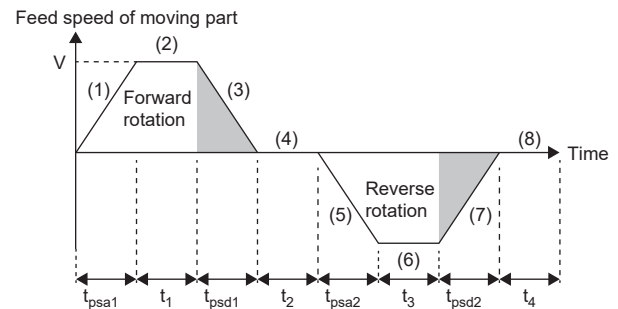 Feed speed of moving part
(2)
V
(1)
(3)
Forward
rotation
(4)
(8)
Time
Reverse
rotation
(5)
(7)
(6)
tpsa1 t1 tpsd1 t2 tpsa2 t3 tpsd2 t4